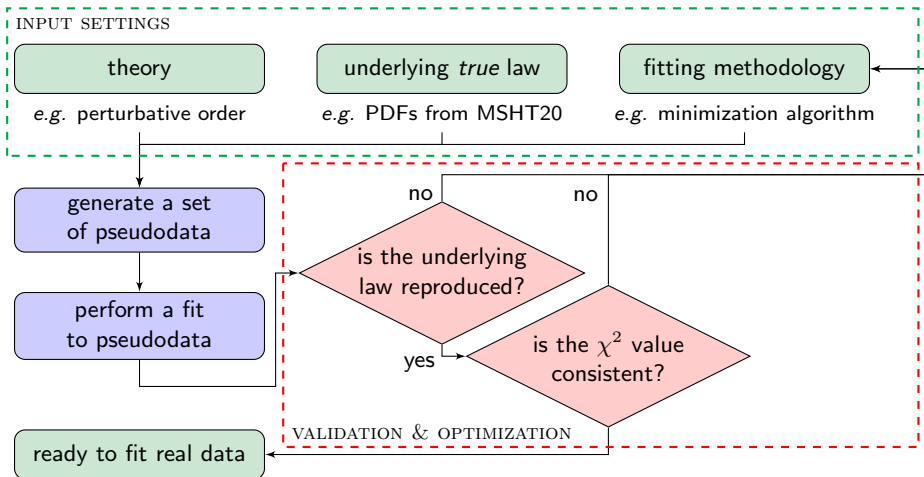 INPUT SETTINGS
theory
underlying true law
fitting methodology
e.g. perturbative order
e.g. PDFs from MSHT20
e.g. minimization algorithm
generate a set
of pseudodata
no
no
is the underlying
law reproduced?
perform a fit
to pseudodata
yes
is the χ² value
consistent?
VALIDATION & OPTIMIZATION
ready to fit real data